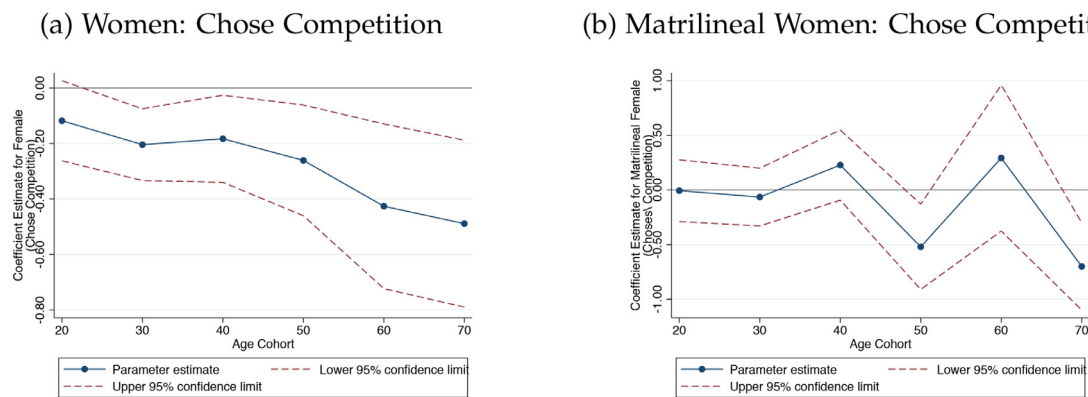 (a) Women: Chose Competition
Coefficient Estimate for Female
(Chose Competition)
0.00
-0.20
-0.40
-0.60
-0.80
20 30 40 50 60 70
Age Cohort
Parameter estimate Lower 95% confidence limit
Upper 95% confidence limit
(b) Matrilineal Women: Chose Competit
Coefficient Estimate for Matrilineal Female
(Choses\ Competition)
1.00
0.50
0.00
-0.50
-1.00
20 30 40 50 60 70
Age Cohort
Parameter estimate Lower 95% confidence limit
Upper 95% confidence limit